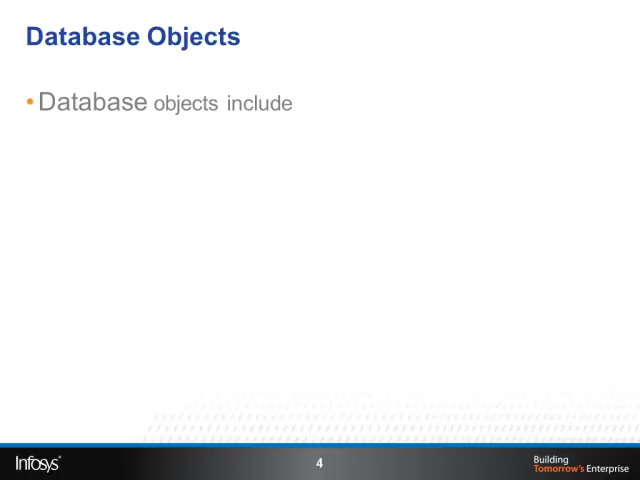 Database Objects
• Database objects include
Infosys
4
Building
Tomorrow's Enterprise